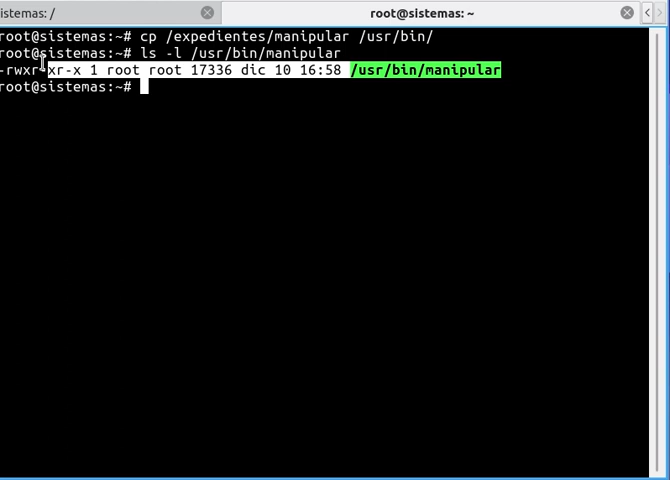 istemas: /
root@sistemas: ~
root@sistemas:~# cp /expedientes/manipular /usr/bin/
root@sistemas:~# ls -l /usr/bin/manipular
-rwxr-xr-x 1 root root 17336 dic 10 16:58 /usr/bin/manipular
root@sistemas:~#